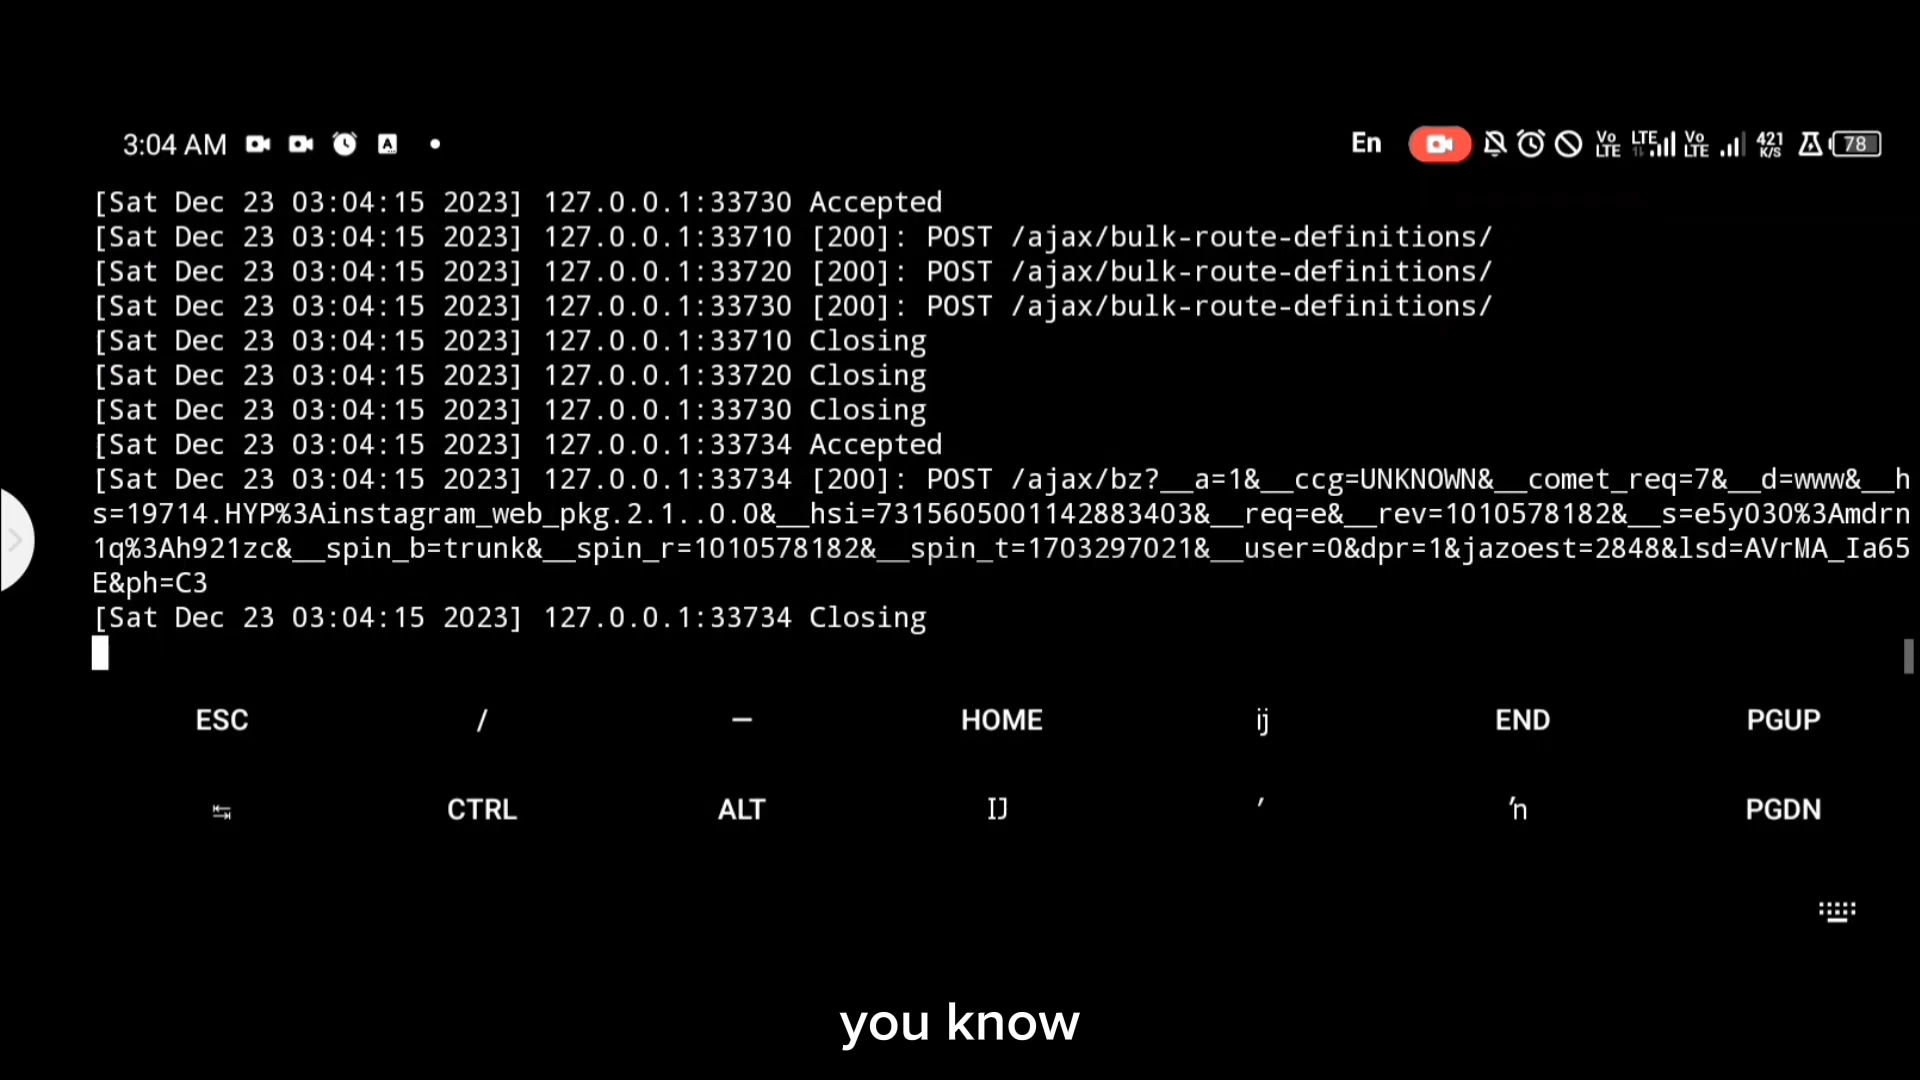 3:04 AM En Vo LTE LTE Vo LTE 421 K/S 78
[Sat Dec 23 03:04:15 2023] 127.0.0.1:33730 Accepted
[Sat Dec 23 03:04:15 2023] 127.0.0.1:33710 [200]: POST /ajax/bulk-route-definitions/
[Sat Dec 23 03:04:15 2023] 127.0.0.1:33720 [200]: POST /ajax/bulk-route-definitions/
[Sat Dec 23 03:04:15 2023] 127.0.0.1:33730 [200]: POST /ajax/bulk-route-definitions/
[Sat Dec 23 03:04:15 2023] 127.0.0.1:33710 Closing
[Sat Dec 23 03:04:15 2023] 127.0.0.1:33720 Closing
[Sat Dec 23 03:04:15 2023] 127.0.0.1:33730 Closing
[Sat Dec 23 03:04:15 2023] 127.0.0.1:33734 Accepted
[Sat Dec 23 03:04:15 2023] 127.0.0.1:33734 [200]: POST /ajax/bz?__a=1&__ccg=UNKNOWN&__comet_req=7&__d=www&__h
s=19714.HYP%3Ainstagram_web_pkg.2.1..0.0&__hsi=7315605001142883403&__req=e&__rev=1010578182&__s=e5y03O%3Amdrn
1q%3Ah921zc&__spin_b=trunk&__spin_r=1010578182&__spin_t=1703297021&__user=0&dpr=1&jazoest=2848&lsd=AVrMA_Ia65
E&ph=C3
[Sat Dec 23 03:04:15 2023] 127.0.0.1:33734 Closing
ESC / — HOME ĳ END PGUP
↹ CTRL ALT Ĳ ′ ŉ PGDN
you know